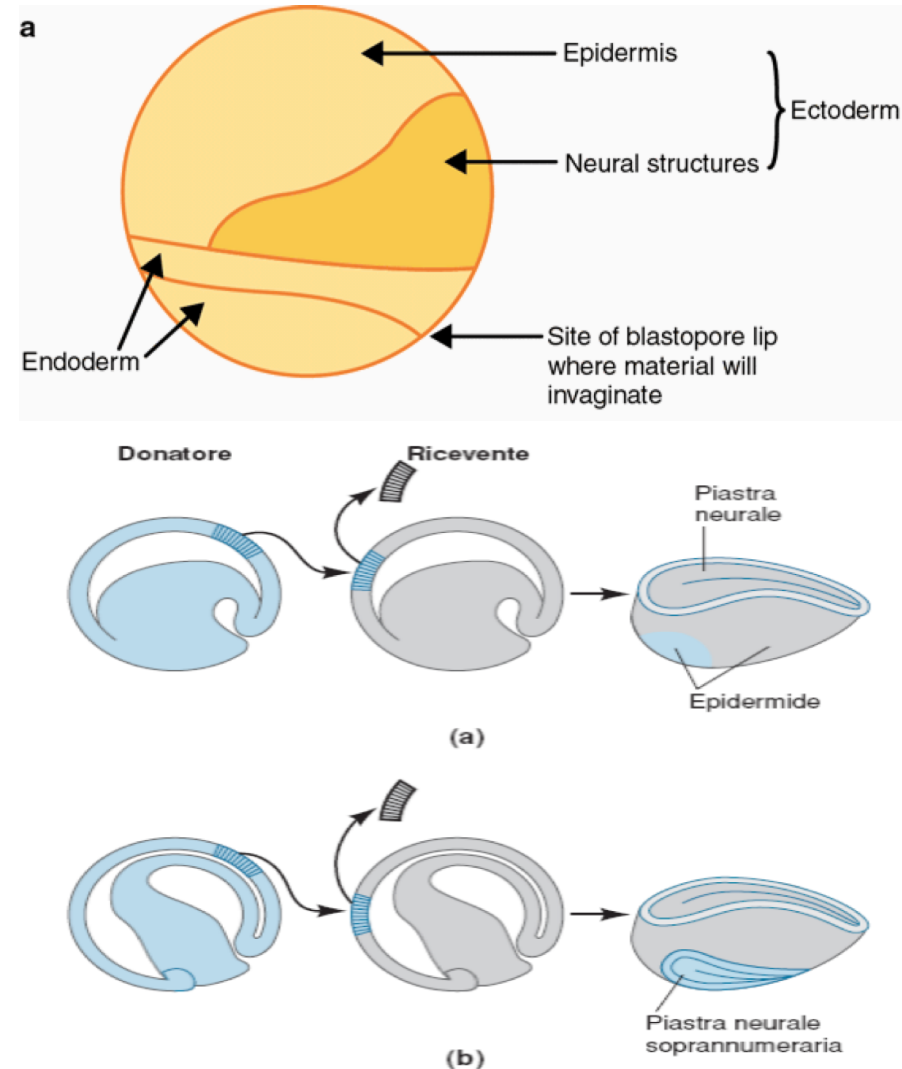 a
Epidermis
Ectoderm
Neural structures
Endoderm
Site of blastopore lip
where material will
invaginate
Donatore
Ricevente
Piastra
neurale
Epidermide
(a)
Piastra neurale
soprannumeraria
(b)